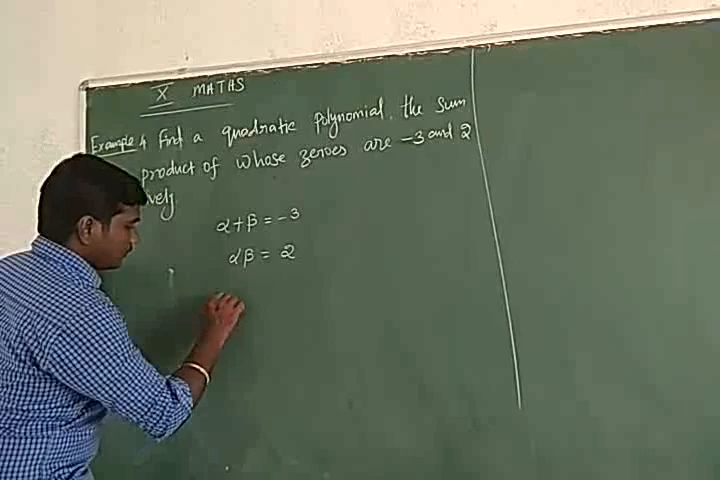 X MATHS
Example 4 Find a quadratic polynomial, the sum
product of whose zeroes are -3 and 2
α+β = -3
αβ = 2